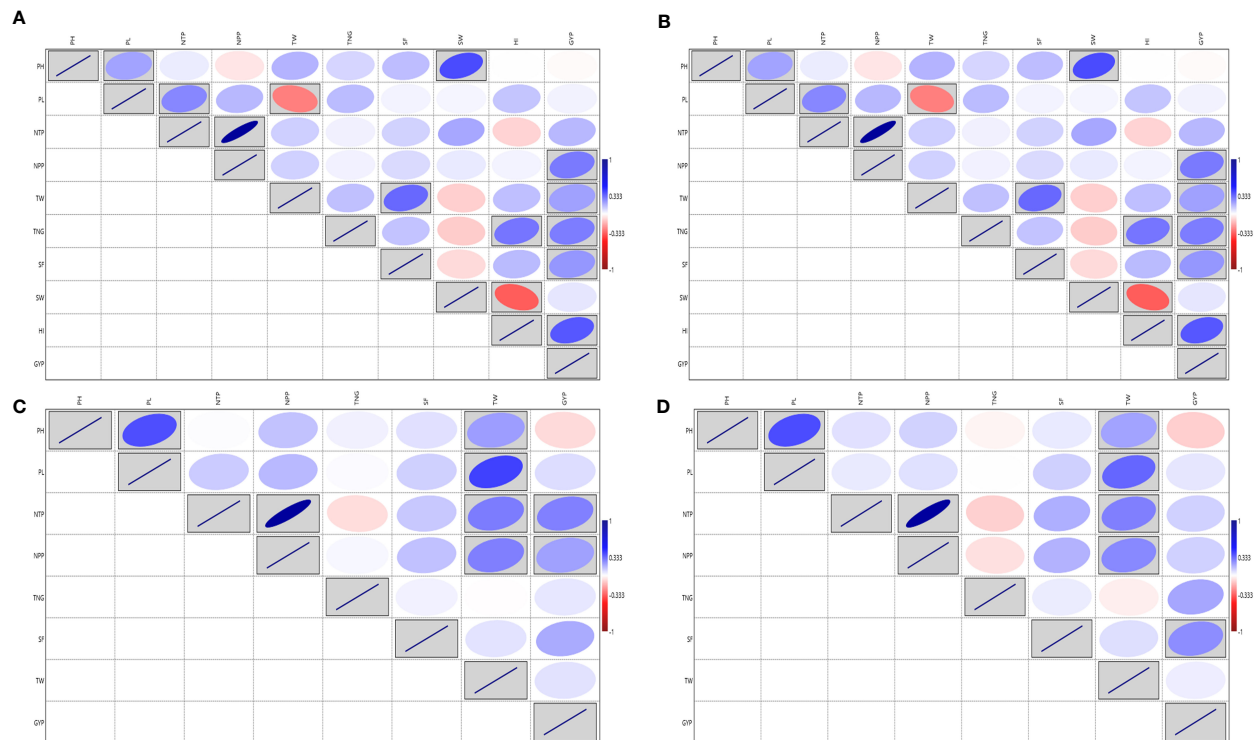 A
PH PL NTP NPP TW TNG SF SW HI GYP
PH
PL
NTP
NPP
TW
TNG
SF
SW
HI
GYP
1
0.333
-0.333
-1
B
PH PL NTP NPP TW TNG SF SW HI GYP
PH
PL
NTP
NPP
TW
TNG
SF
SW
HI
GYP
1
0.333
-0.333
-1
C
PH PL NTP NPP TNG SF TW GYP
PH
PL
NTP
NPP
TNG
SF
TW
GYP
1
0.333
-0.333
-1
D
PH PL NTP NPP TNG SF TW GYP
PH
PL
NTP
NPP
TNG
SF
TW
GYP
1
0.333
-0.333
-1